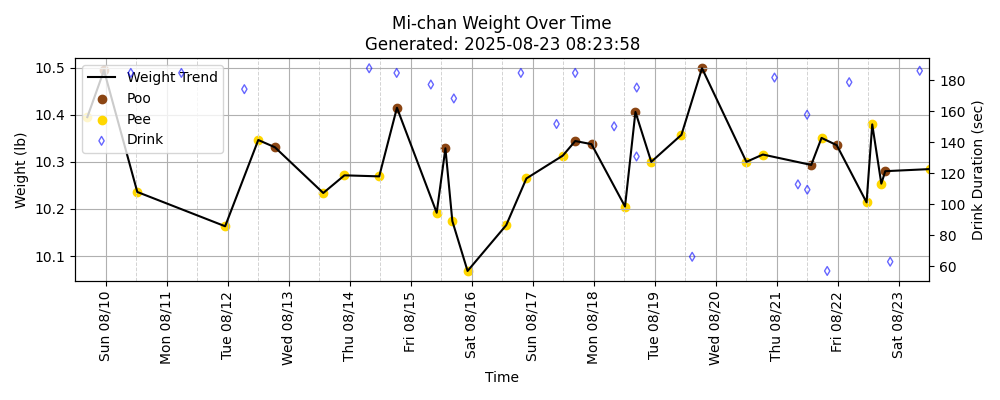 Mi-chan Weight Over Time
Generated: 2025-08-23 08:23:58
Weight (lb)
10.5
10.4
10.3
10.2
10.1
Weight Trend
Poo
Pee
Drink
180
160
140
120
100
80
60
Drink Duration (sec)
Sun 08/10
Mon 08/11
Tue 08/12
Wed 08/13
Thu 08/14
Fri 08/15
Sat 08/16
Sun 08/17
Mon 08/18
Tue 08/19
Wed 08/20
Thu 08/21
Fri 08/22
Sat 08/23
Time